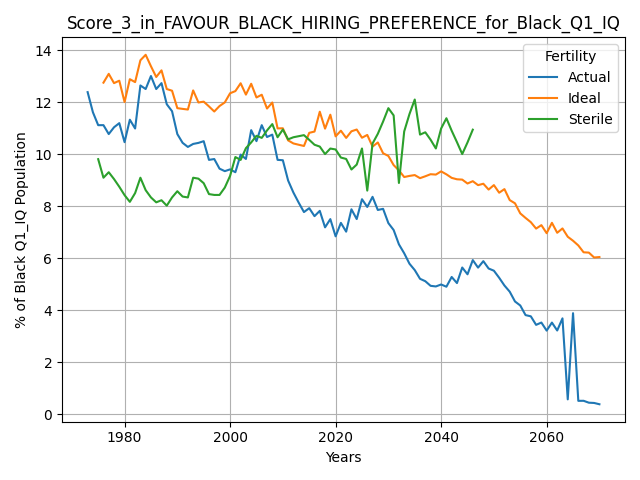 Score_3_in_FAVOUR_BLACK_HIRING_PREFERENCE_for_Black_Q1_IQ
Fertility
Actual
Ideal
Sterile
% of Black Q1_IQ Population
14
12
10
8
6
4
2
0
1980 2000 2020 2040 2060
Years